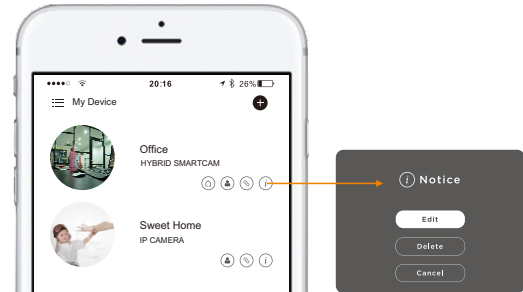 20:16
26%
My Device
Office
HYBRID SMARTCAM
Sweet Home
IP CAMERA
Notice
Edit
Delete
Cancel